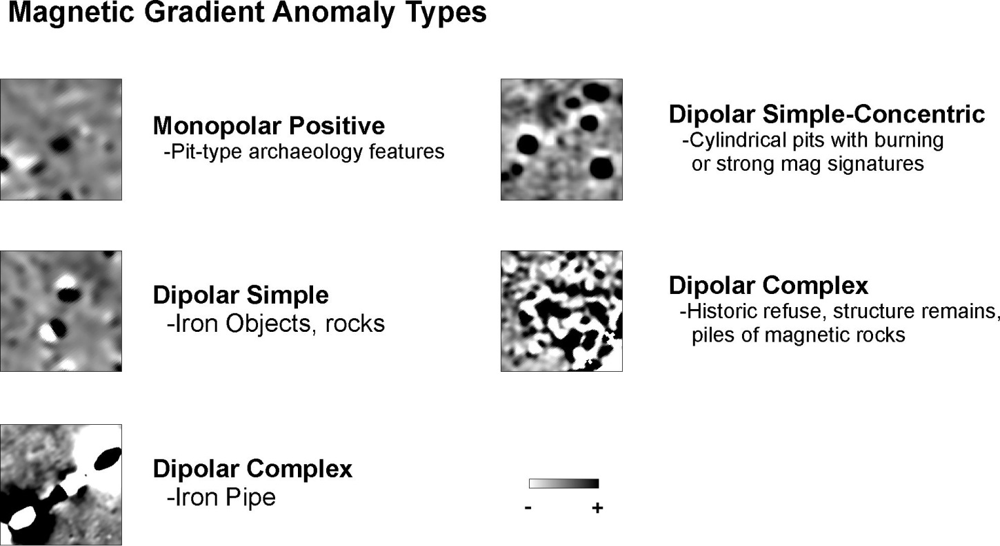 Magnetic Gradient Anomaly Types
Monopolar Positive
-Pit-type archaeology features
Dipolar Simple-Concentric
-Cylindrical pits with burning
or strong mag signatures
Dipolar Simple
-Iron Objects, rocks
Dipolar Complex
-Historic refuse, structure remains,
piles of magnetic rocks
Dipolar Complex
-Iron Pipe
- +